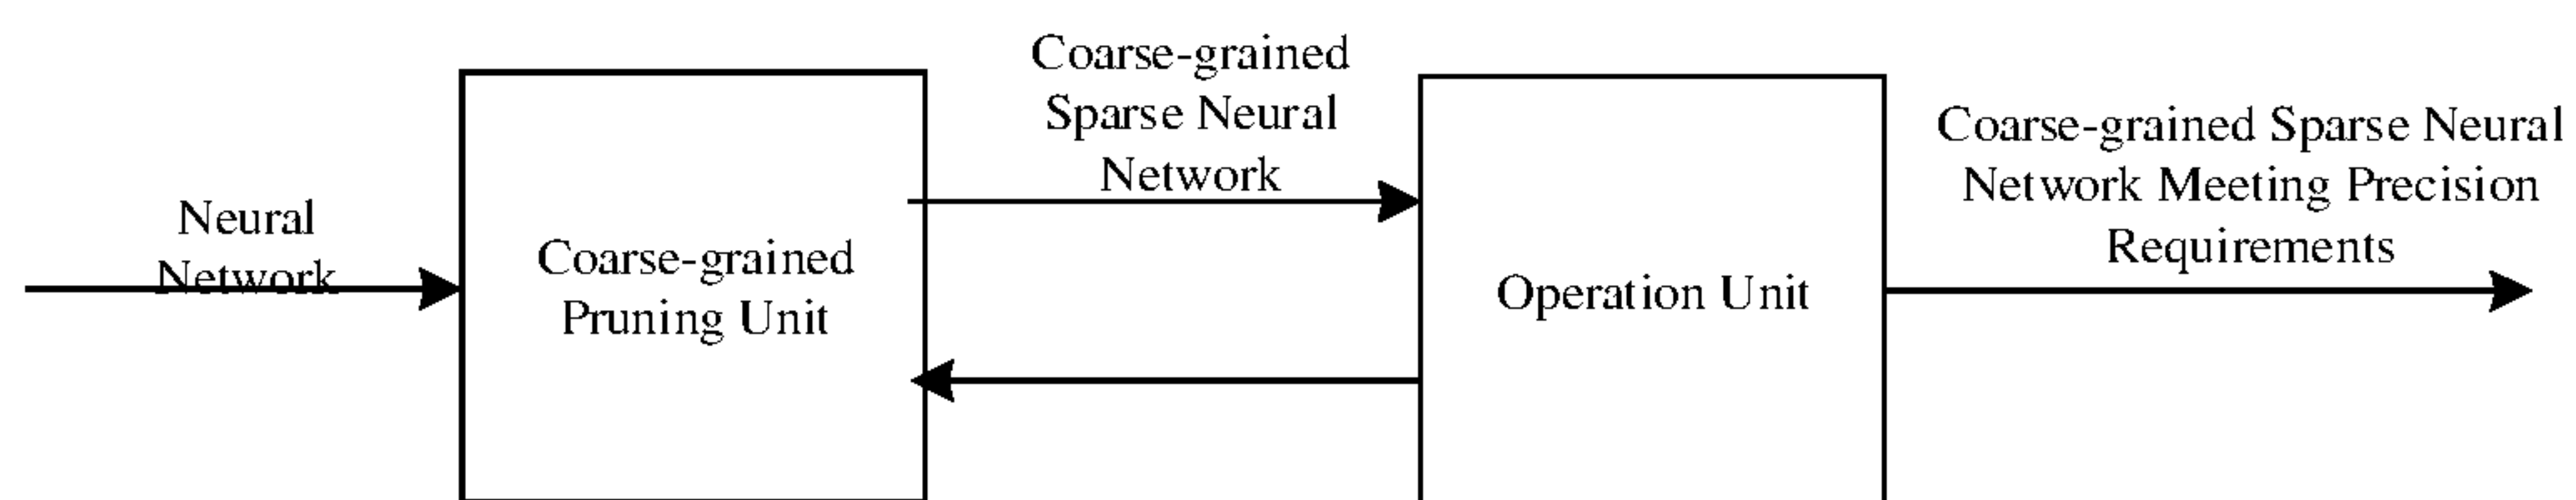 Neural
Network
Coarse-grained
Pruning Unit
Coarse-grained
Sparse Neural
Network
Operation Unit
Coarse-grained Sparse Neural
Network Meeting Precision
Requirements